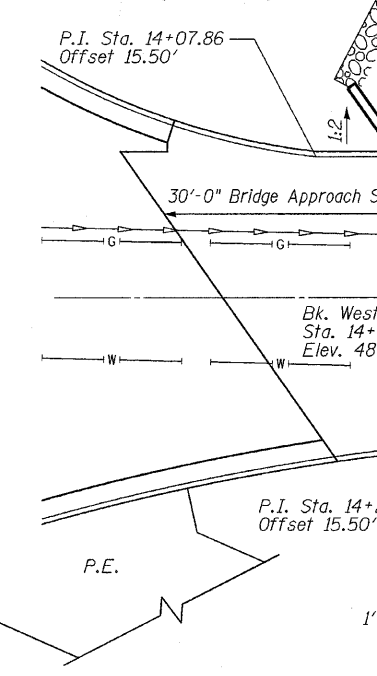 P.I. Sta. 14+07.86
Offset 15.50'
1:2
30'-0" Bridge Approach S
G
G
Bk. West
Sta. 14+
Elev. 48
W
W
P.I. Sta. 14+
Offset 15.50'
P.E.
1'